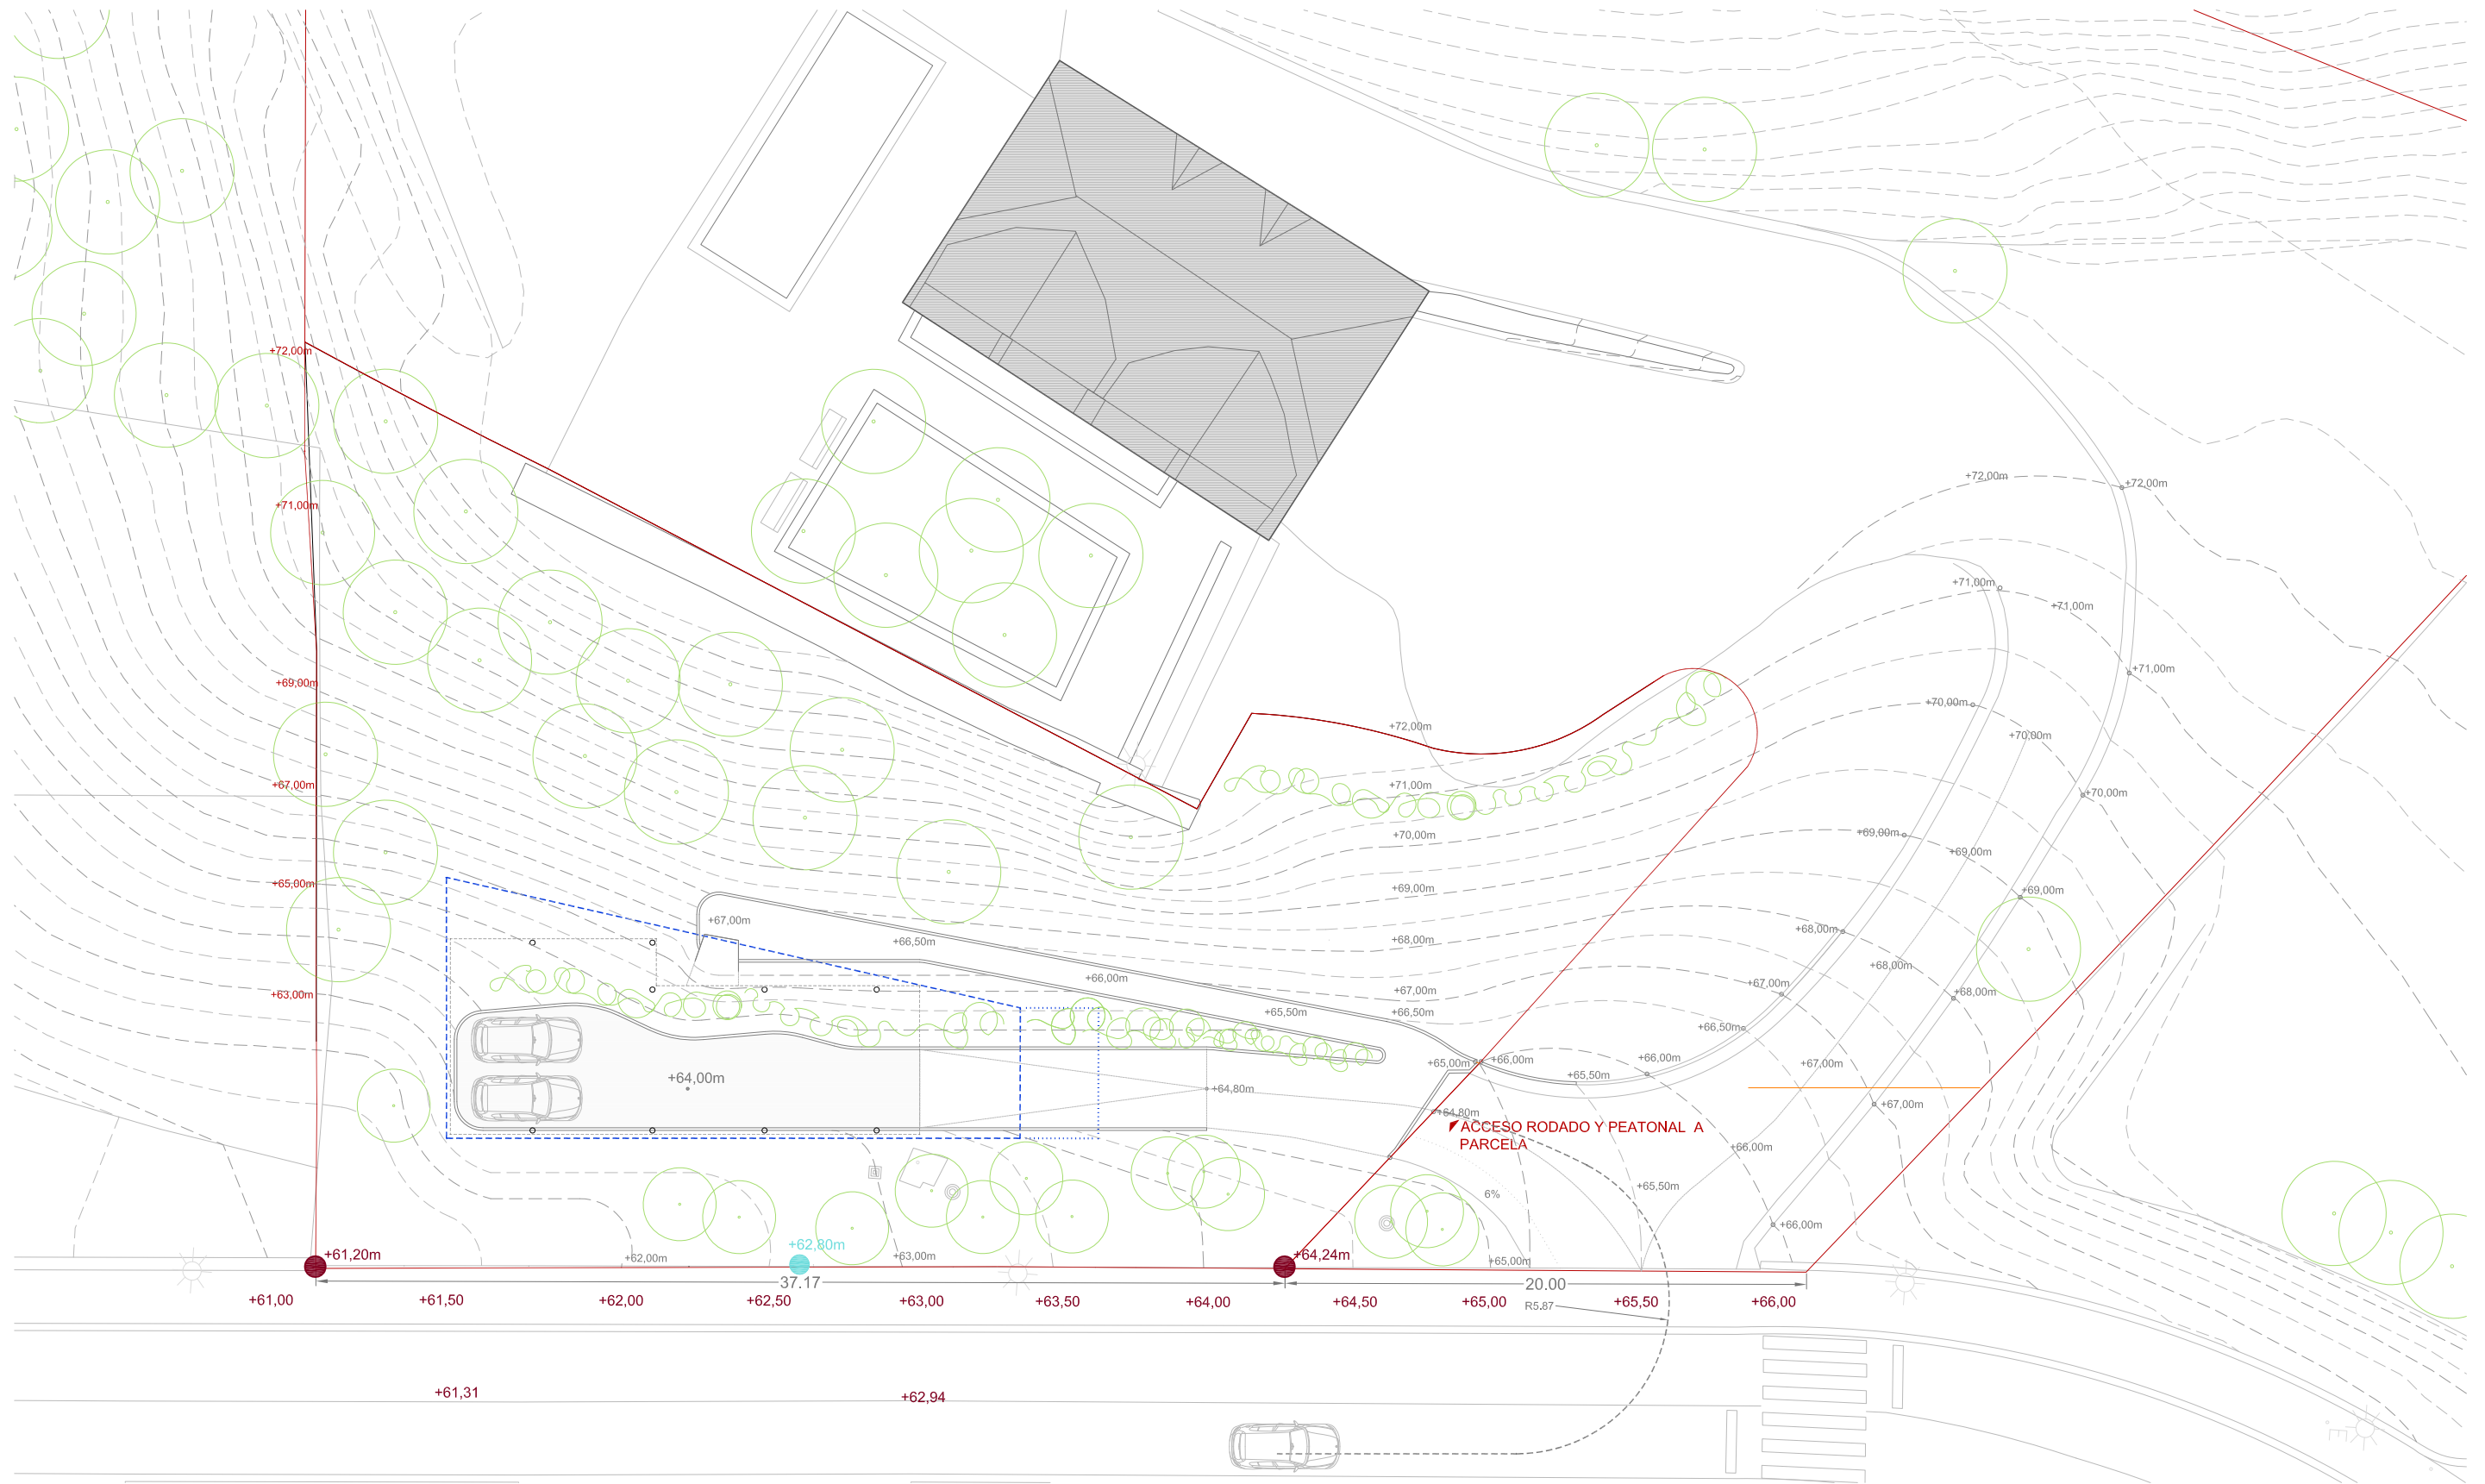 +72,00m
+71,00m
+69,00m
+67,00m
+65,00m
+63,00m
+72,00m
+72,00m
+71,00m
+71,00m
+71,00m
+70,00m
+70,00m
+70,00m
+72,00m
+71,00m
+70,00m
+69,00m
+69,00m
+69,00m
+69,00m
+68,00m
+68,00m
+68,00m
+68,00m
+67,00m
+66,50m
+66,00m
+67,00m
+66,50m
+65,50m
+67,00m
+66,50m
+66,00m
+65,00m
+66,00m
+65,50m
+67,00m
+67,00m
+64,00m
+64,80m
+64,80m
ACCESO RODADO Y PEATONAL A
PARCELA
+66,00m
+65,50m
6%
+66,00m
+61,20m
+62,00m
+62,80m
+63,00m
+64,24m
+65,00m
37.17
20.00
R5.87
+61,00
+61,50
+62,00
+62,50
+63,00
+63,50
+64,00
+64,50
+65,00
+65,50
+66,00
+61,31
+62,94